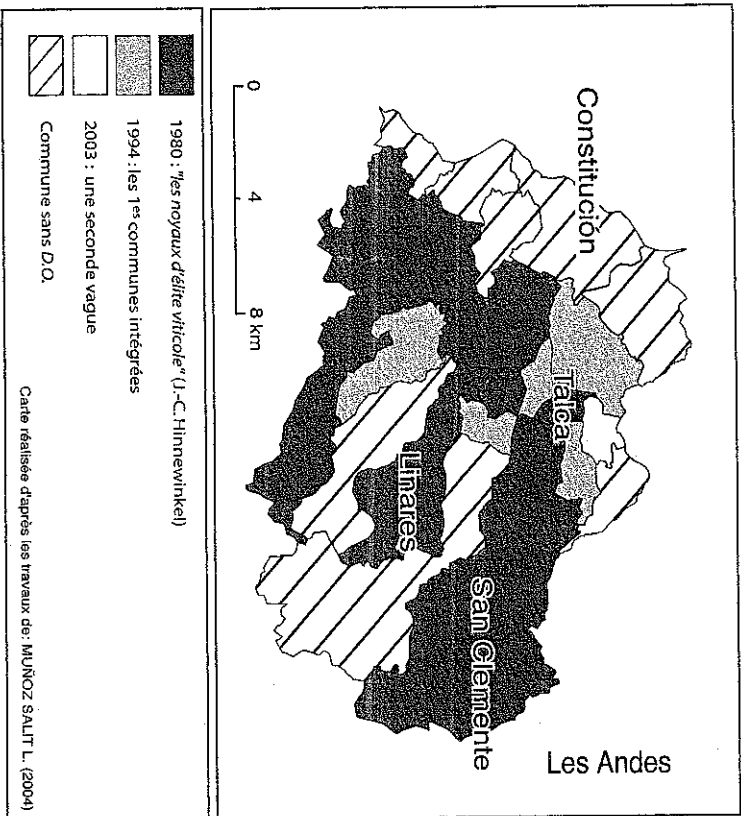 Constitución
Talca
Linares
San Clemente
Les Andes
0 4 8 km
1980 : "les noyaux d'élite viticole" (J.-C. Hinnewinkel)
1994 : les 1es communes intégrées
2003 : une seconde vague
Commune sans D.O.
Carte réalisée d'après les travaux de: MUÑOZ SALIT L. (2004)